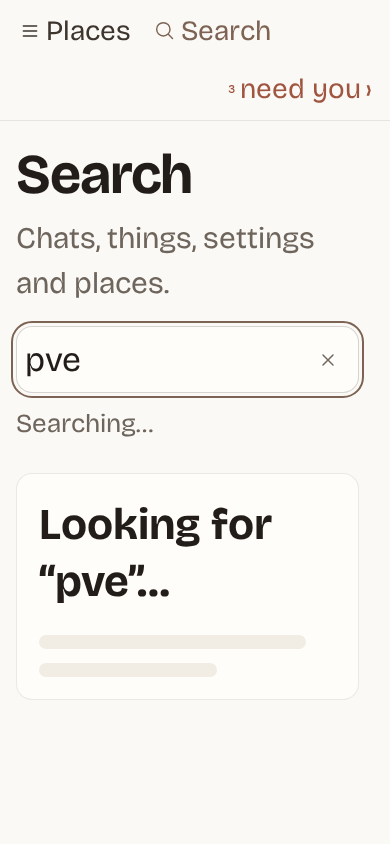 Places Search
3 need you ›
Search
Chats, things, settings
and places.
pve ×
Searching…
Looking for
“pve”…